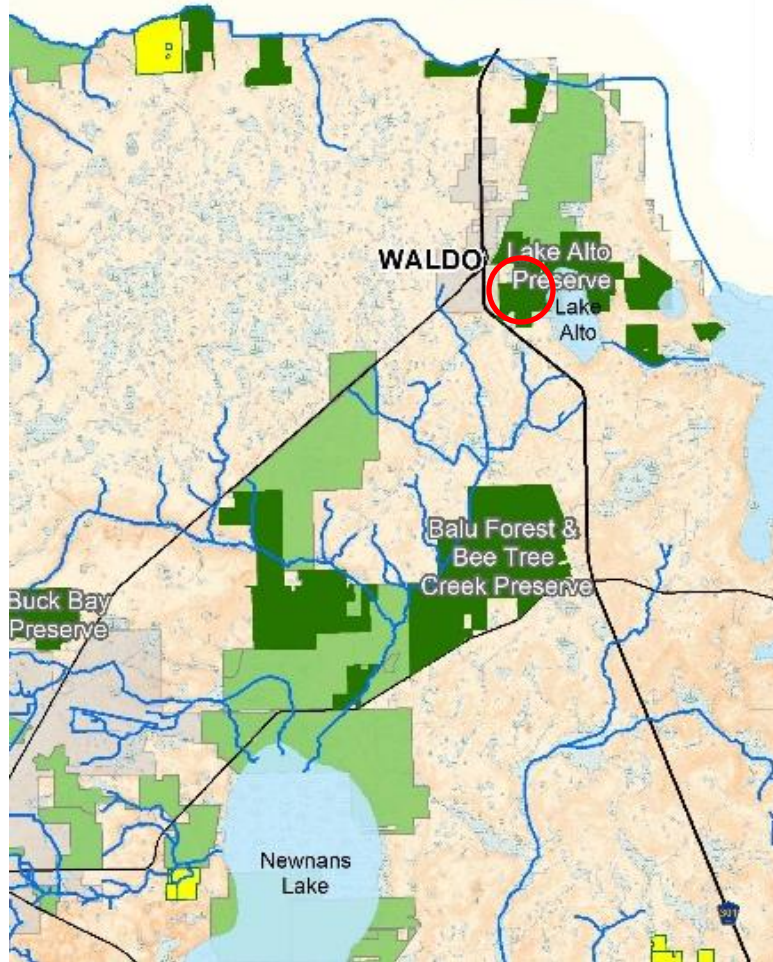 WALDO
Lake Alto
Preserve
Lake
Alto
Balu Forest &
Bee Tree
Creek Preserve
Buck Bay
Preserve
Newnans
Lake
301